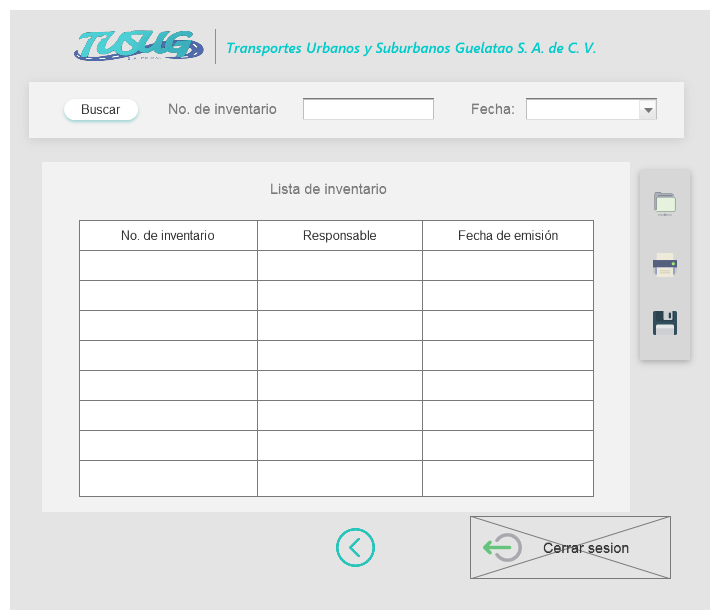 TUSUG
Transportes Urbanos y Suburbanos Guelatao S. A. de C. V.
Buscar No. de inventario Fecha:
Lista de inventario
No. de inventario Responsable Fecha de emisión
Cerrar sesion